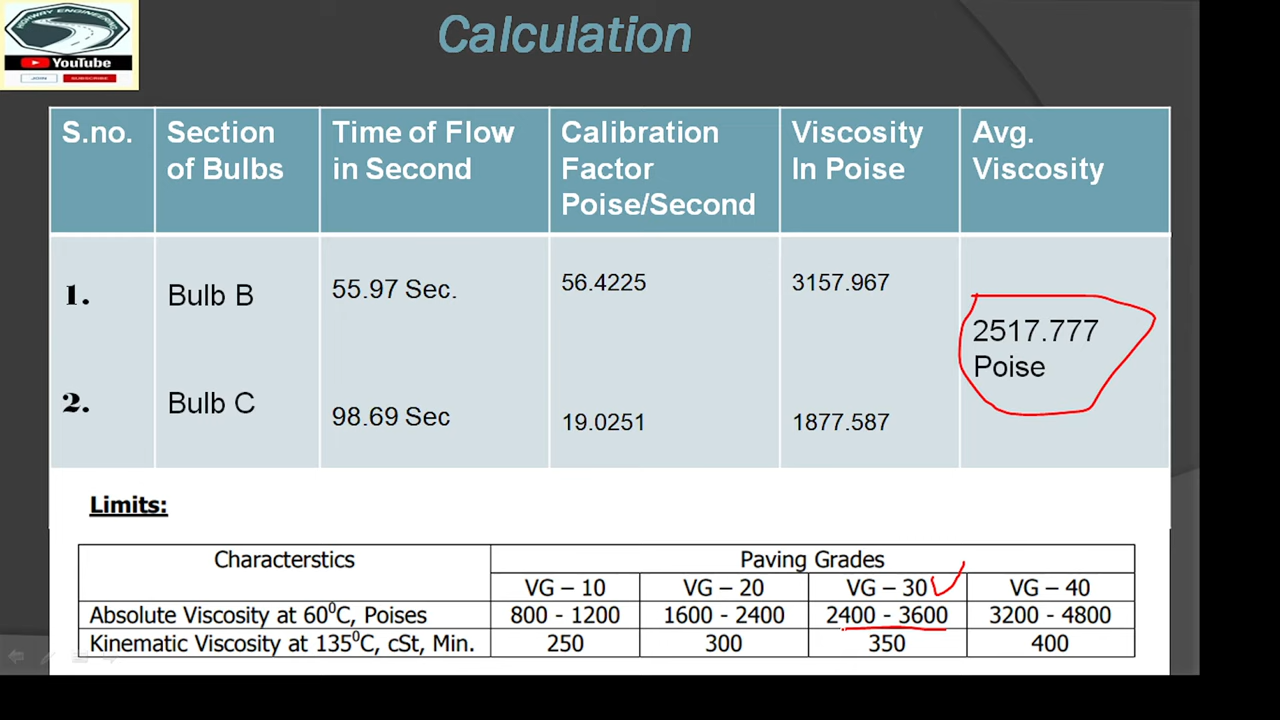 HIGHWAY ENGINEERING
YouTube
JOIN SUBSCRIBE
Calculation
S.no. Section of Bulbs Time of Flow in Second Calibration Factor Poise/Second Viscosity In Poise Avg. Viscosity
1. Bulb B 55.97 Sec. 56.4225 3157.967
2517.777 Poise
2. Bulb C 98.69 Sec 19.0251 1877.587
Limits:
Characterstics Paving Grades
VG – 10 VG – 20 VG – 30 VG – 40
Absolute Viscosity at 60⁰C, Poises 800 - 1200 1600 - 2400 2400 - 3600 3200 - 4800
Kinematic Viscosity at 135⁰C, cSt, Min. 250 300 350 400